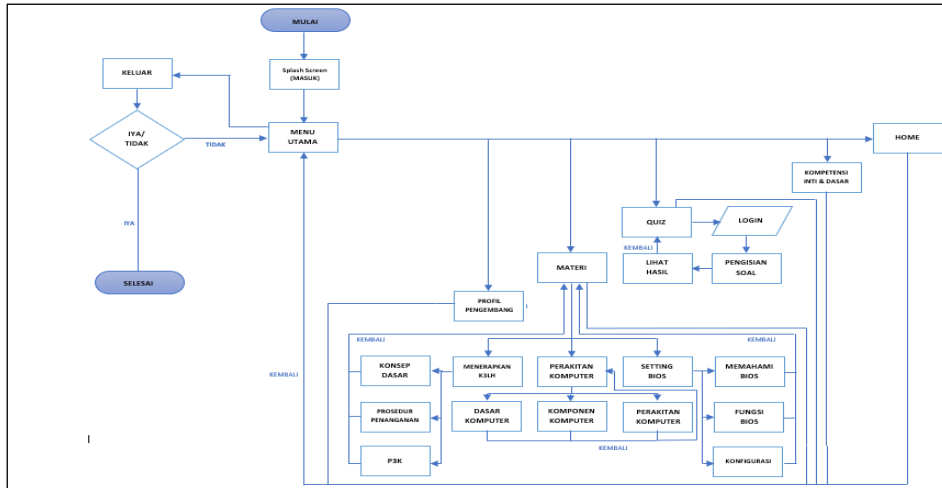 MULAI
Splash Screen
(MASUK)
KELUAR
IYA/
TIDAK
TIDAK
MENU
UTAMA
HOME
KOMPETENSI
INTI & DASAR
QUIZ
LOGIN
KEMBALI
LIHAT
HASIL
PENGISIAN
SOAL
IYA
MATERI
SELESAI
PROFIL
PENGEMBANG
KEMBALI
KEMBALI
KEMBALI
KONSEP
DASAR
MENERAPKAN
K3LH
PERAKITAN
KOMPUTER
SETTING
BIOS
MEMAHAMI
BIOS
PROSEDUR
PENANGANAN
DASAR
KOMPUTER
KOMPONEN
KOMPUTER
PERAKITAN
KOMPUTER
FUNGSI
BIOS
KEMBALI
P3K
KONFIGURASI